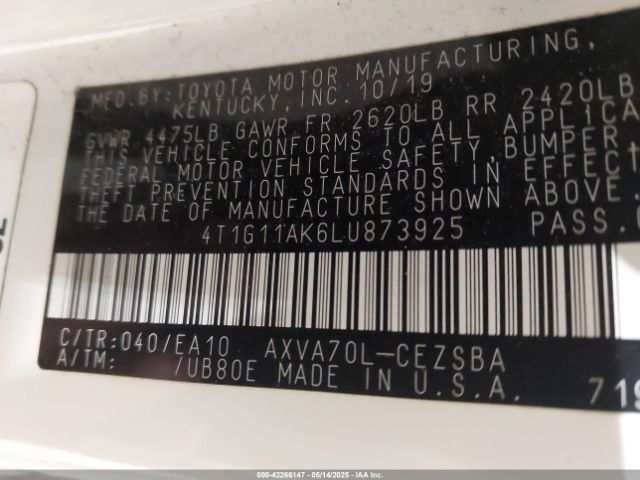 MFD. BY: TOYOTA MOTOR MANUFACTURING,
KENTUCKY, INC. 10/19
GVWR 4475LB GAWR FR 2620LB RR 2420LB
THIS VEHICLE CONFORMS TO ALL APPLICA
FEDERAL MOTOR VEHICLE SAFETY, BUMPER
THEFT PREVENTION STANDARDS IN EFFECT
THE DATE OF MANUFACTURE SHOWN ABOVE.
4T1G11AK6LU873925 PASS.
C/TR:040/EA10 AXVA70L-CEZSBA
A/TM: /UB80E MADE IN U.S.A.
719
000-42266147 - 05/14/2025 - IAA Inc.